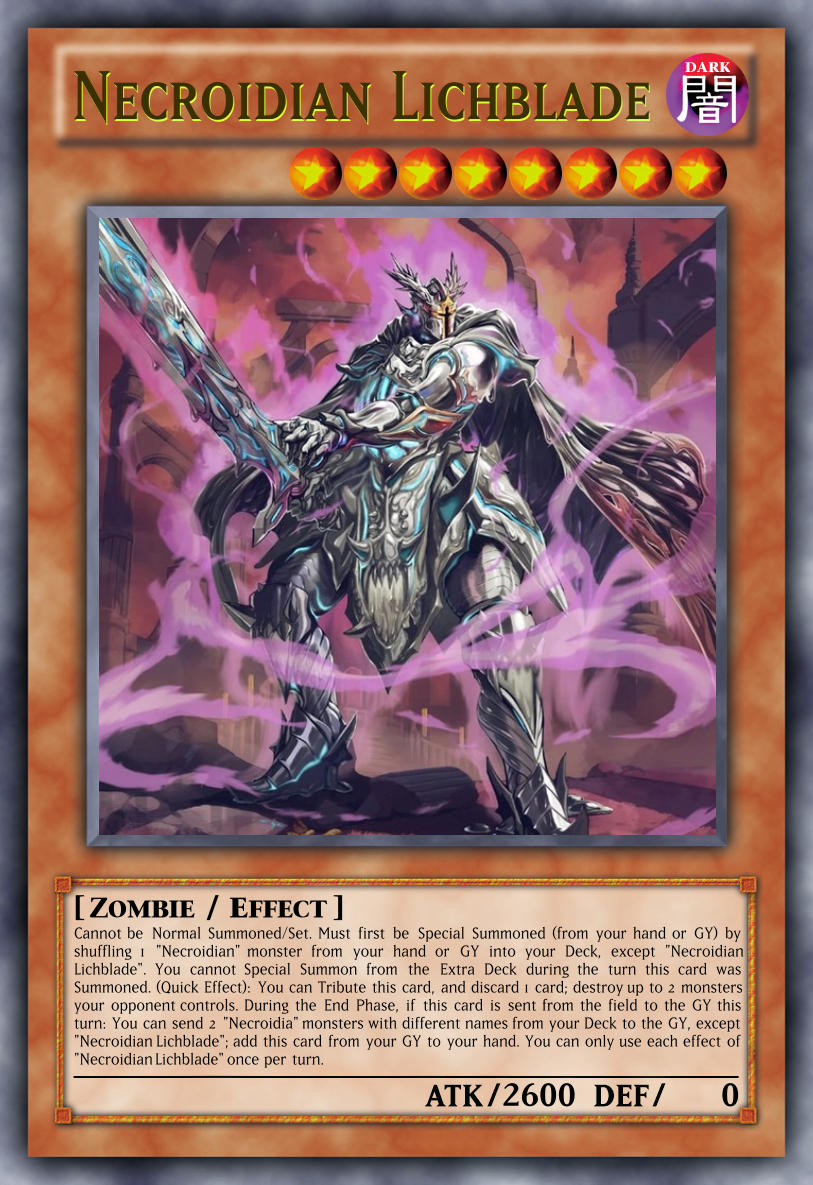 Necroidian Lichblade
DARK
闇
[ Zombie / Effect ]
Cannot be Normal Summoned/Set. Must first be Special Summoned (from your hand or GY) by
shuffling 1 "Necroidian" monster from your hand or GY into your Deck, except "Necroidian
Lichblade". You cannot Special Summon from the Extra Deck during the turn this card was
Summoned. (Quick Effect): You can Tribute this card, and discard 1 card; destroy up to 2 monsters
your opponent controls. During the End Phase, if this card is sent from the field to the GY this
turn: You can send 2 "Necroidia" monsters with different names from your Deck to the GY, except
"Necroidian Lichblade"; add this card from your GY to your hand. You can only use each effect of
"Necroidian Lichblade" once per turn.
ATK/2600 DEF/ 0